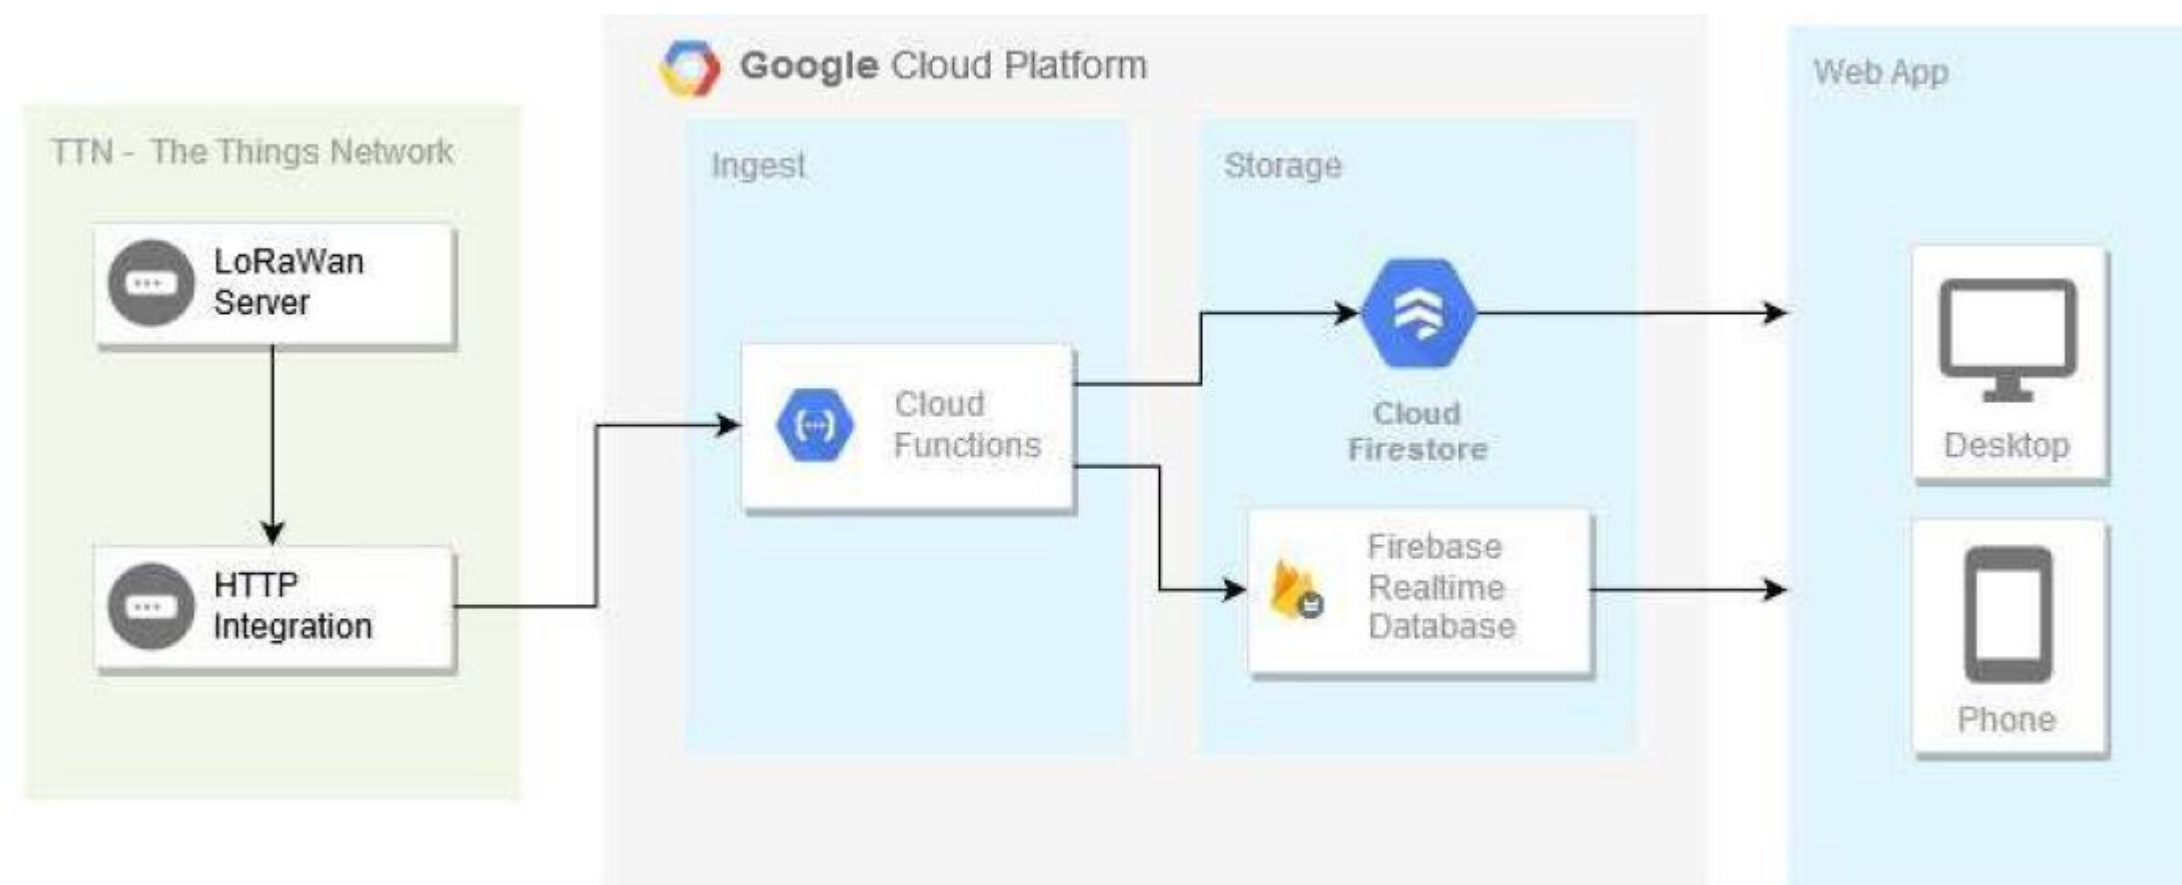 Google Cloud Platform
Web App
TTN - The Things Network
Ingest
Storage
LoRaWan
Server
HTTP
Integration
Cloud
Functions
Cloud
Firestore
Firebase
Realtime
Database
Desktop
Phone